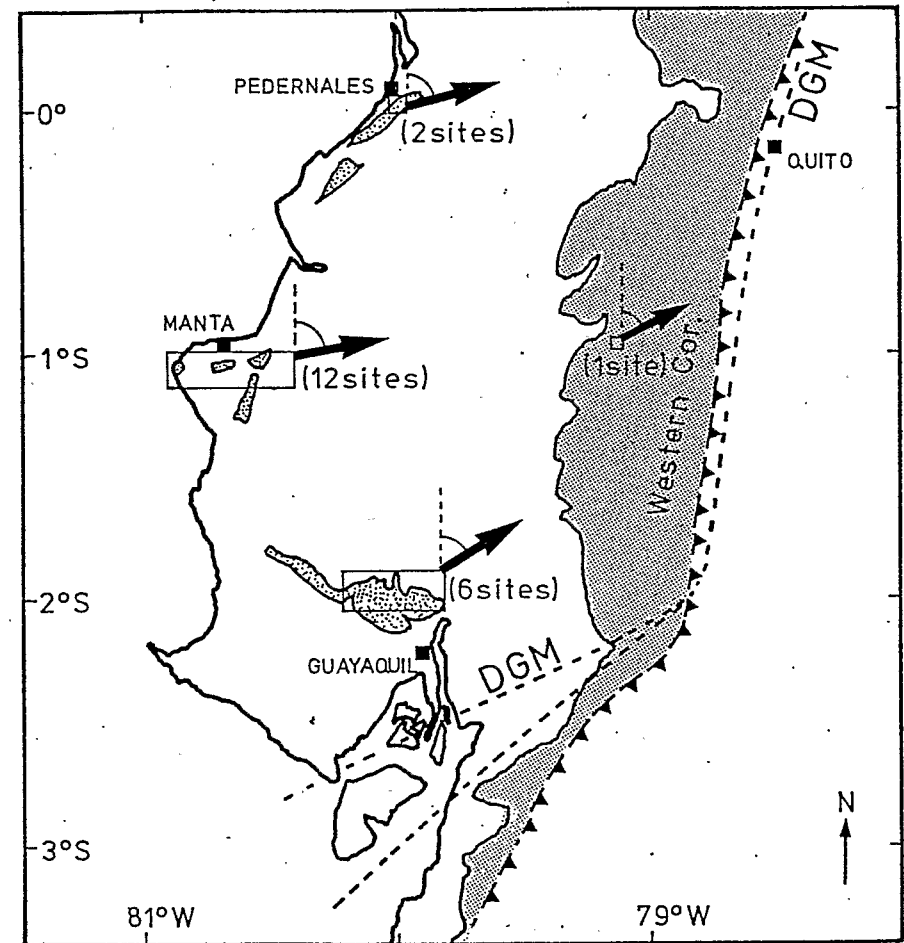 DGM
PEDERNALES
0°
(2sites)
QUITO
MANTA
1°S
(12sites)
(1site)
Western Cor.
2°S
(6sites)
GUAYAQUIL
DGM
N
3°S
81°W
79°W